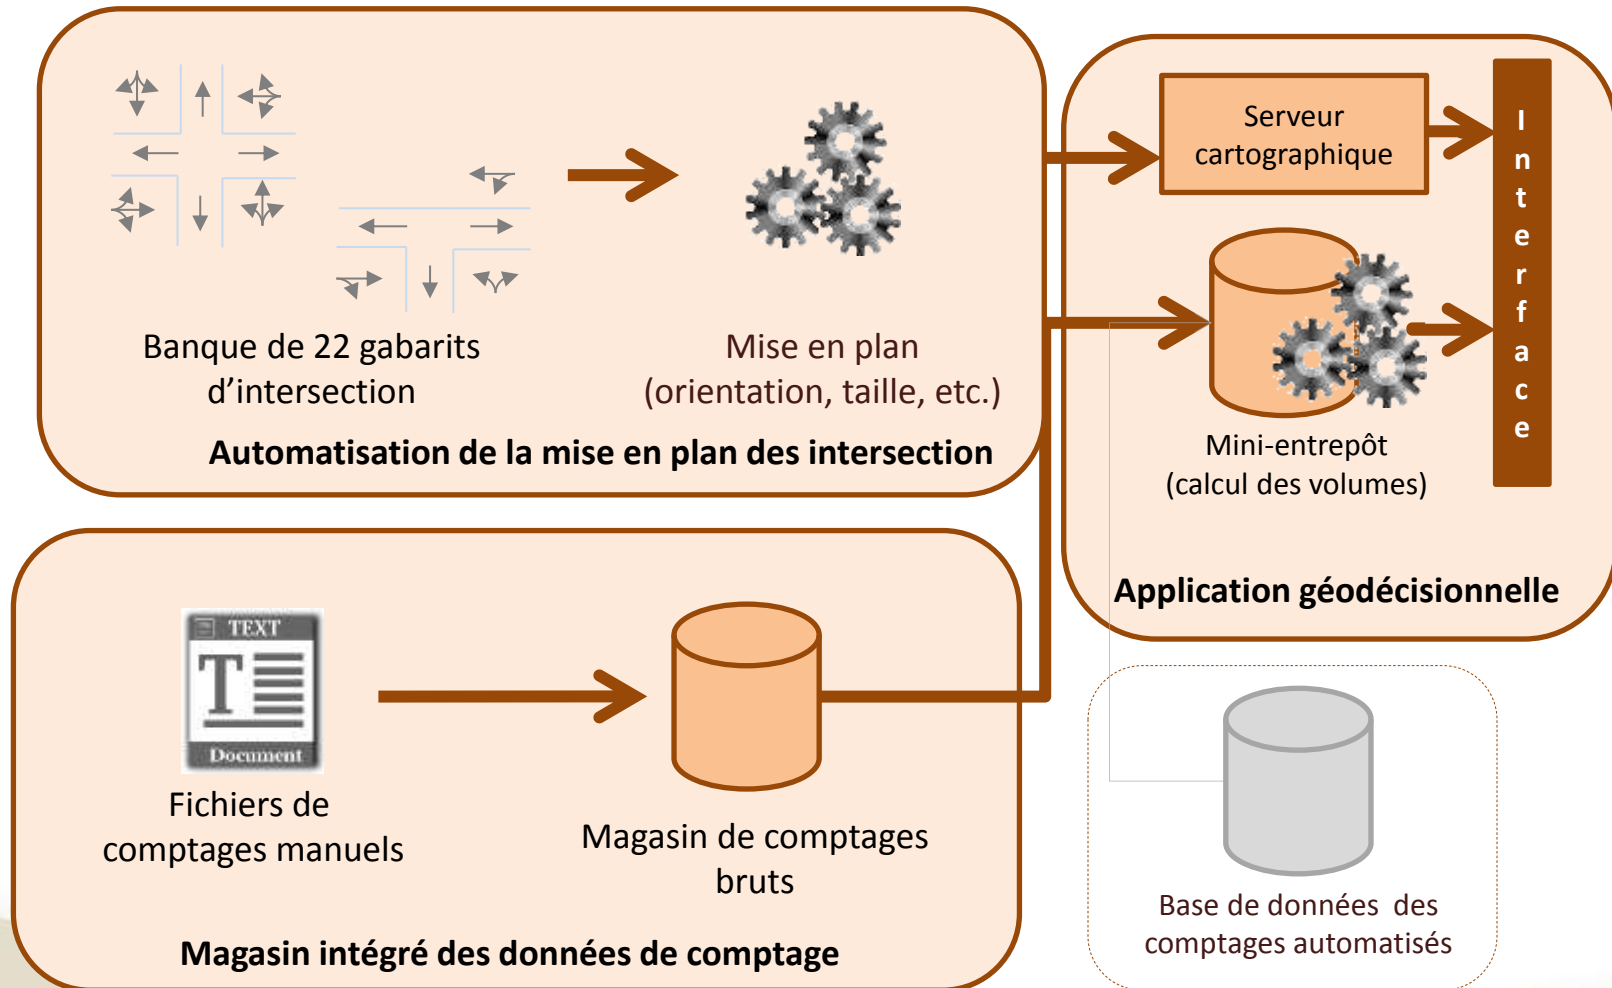 Banque de 22 gabarits
d’intersection
Mise en plan
(orientation, taille, etc.)
Automatisation de la mise en plan des intersection
Serveur
cartographique
Interface
Mini-entrepôt
(calcul des volumes)
Application géodécisionnelle
TEXT
T
Document
Fichiers de
comptages manuels
Magasin de comptages
bruts
Magasin intégré des données de comptage
Base de données des
comptages automatisés